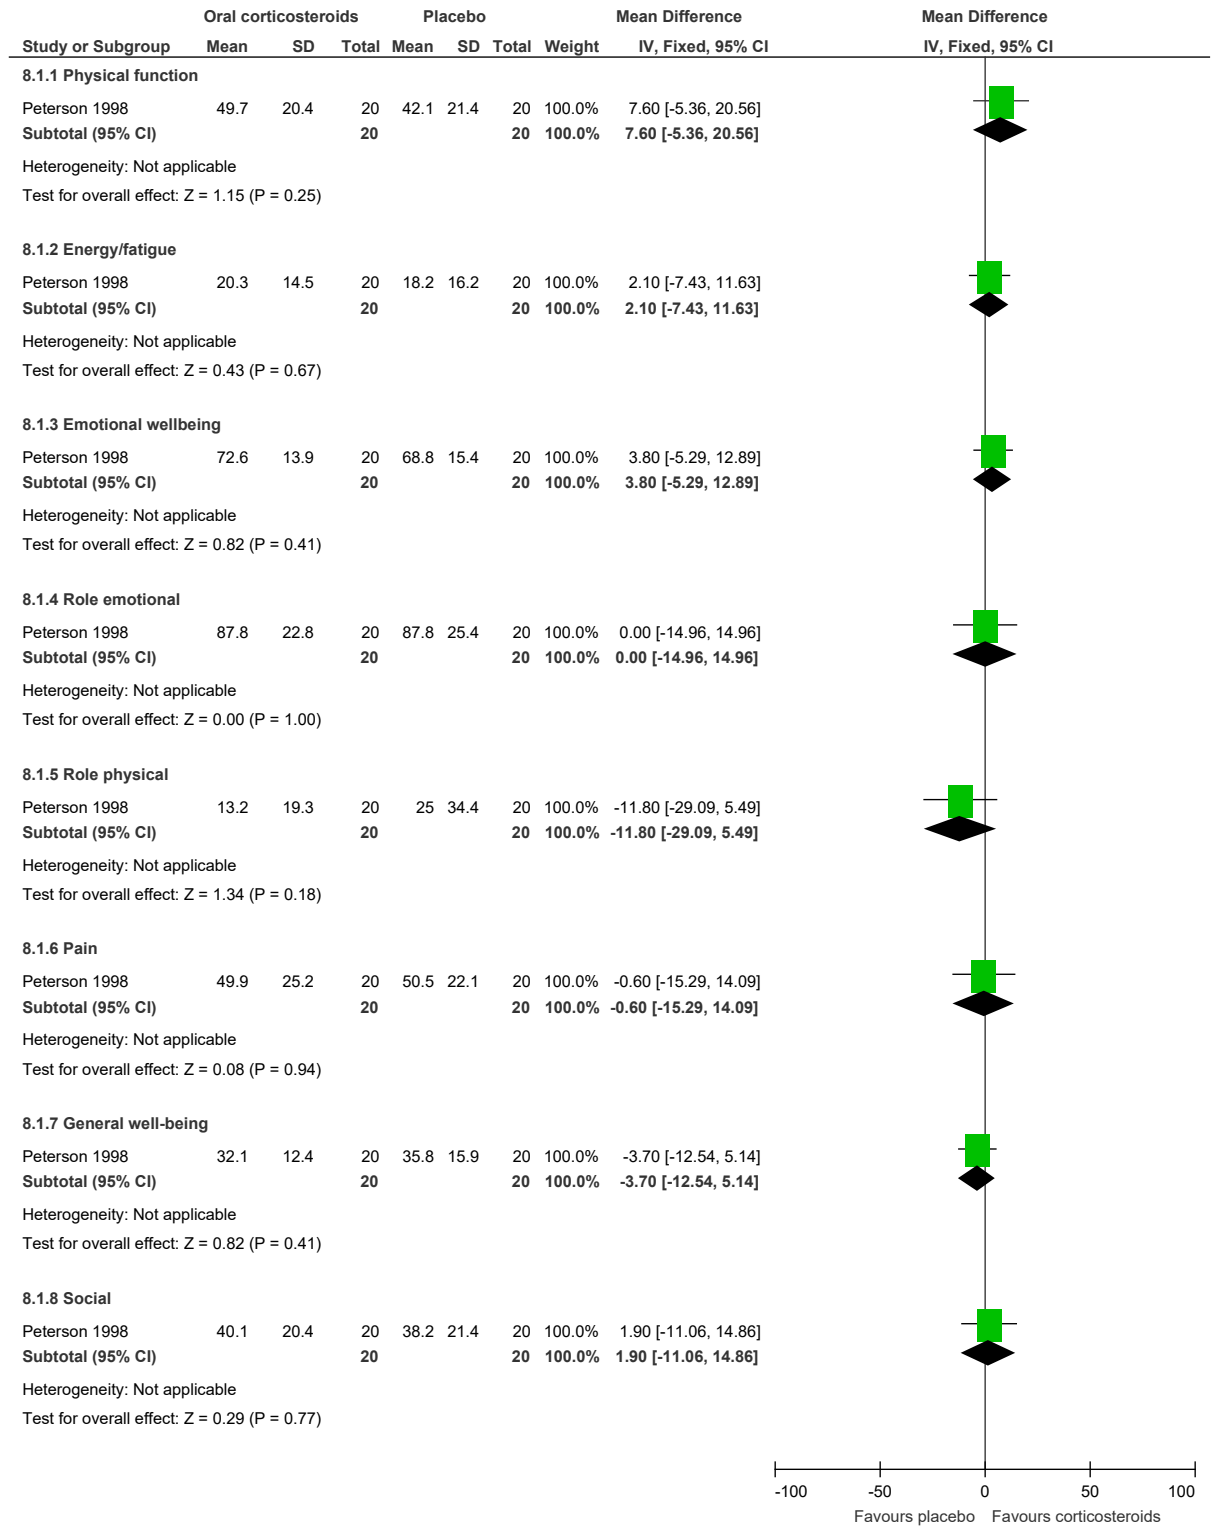 Oral corticosteroids Placebo Mean Difference Mean Difference
Study or Subgroup Mean SD Total Mean SD Total Weight IV, Fixed, 95% CI IV, Fixed, 95% CI
8.1.1 Physical function
Peterson 1998 49.7 20.4 20 42.1 21.4 20 100.0% 7.60 [-5.36, 20.56]
Subtotal (95% CI) 20 20 100.0% 7.60 [-5.36, 20.56]
Heterogeneity: Not applicable
Test for overall effect: Z = 1.15 (P = 0.25)
8.1.2 Energy/fatigue
Peterson 1998 20.3 14.5 20 18.2 16.2 20 100.0% 2.10 [-7.43, 11.63]
Subtotal (95% CI) 20 20 100.0% 2.10 [-7.43, 11.63]
Heterogeneity: Not applicable
Test for overall effect: Z = 0.43 (P = 0.67)
8.1.3 Emotional wellbeing
Peterson 1998 72.6 13.9 20 68.8 15.4 20 100.0% 3.80 [-5.29, 12.89]
Subtotal (95% CI) 20 20 100.0% 3.80 [-5.29, 12.89]
Heterogeneity: Not applicable
Test for overall effect: Z = 0.82 (P = 0.41)
8.1.4 Role emotional
Peterson 1998 87.8 22.8 20 87.8 25.4 20 100.0% 0.00 [-14.96, 14.96]
Subtotal (95% CI) 20 20 100.0% 0.00 [-14.96, 14.96]
Heterogeneity: Not applicable
Test for overall effect: Z = 0.00 (P = 1.00)
8.1.5 Role physical
Peterson 1998 13.2 19.3 20 25 34.4 20 100.0% -11.80 [-29.09, 5.49]
Subtotal (95% CI) 20 20 100.0% -11.80 [-29.09, 5.49]
Heterogeneity: Not applicable
Test for overall effect: Z = 1.34 (P = 0.18)
8.1.6 Pain
Peterson 1998 49.9 25.2 20 50.5 22.1 20 100.0% -0.60 [-15.29, 14.09]
Subtotal (95% CI) 20 20 100.0% -0.60 [-15.29, 14.09]
Heterogeneity: Not applicable
Test for overall effect: Z = 0.08 (P = 0.94)
8.1.7 General well-being
Peterson 1998 32.1 12.4 20 35.8 15.9 20 100.0% -3.70 [-12.54, 5.14]
Subtotal (95% CI) 20 20 100.0% -3.70 [-12.54, 5.14]
Heterogeneity: Not applicable
Test for overall effect: Z = 0.82 (P = 0.41)
8.1.8 Social
Peterson 1998 40.1 20.4 20 38.2 21.4 20 100.0% 1.90 [-11.06, 14.86]
Subtotal (95% CI) 20 20 100.0% 1.90 [-11.06, 14.86]
Heterogeneity: Not applicable
Test for overall effect: Z = 0.29 (P = 0.77)
-100 -50 0 50 100
Favours placebo Favours corticosteroids